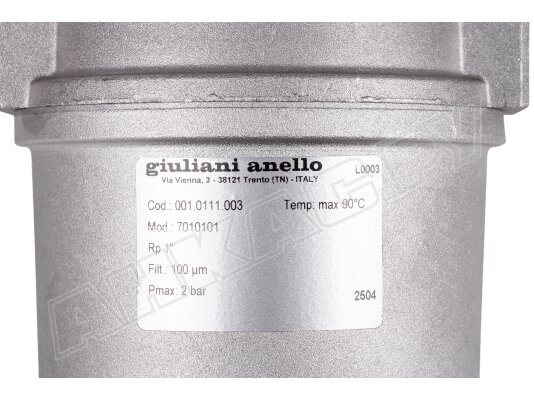 giuliani anello
L0003
Via Vienna, 3 - 38121 Trento (TN) - ITALY
Cod.: 001.0111.003 Temp: max 90°C
Mod.: 7010101
Rp 1"
Filt.: 100 µm
Pmax: 2 bar
2504